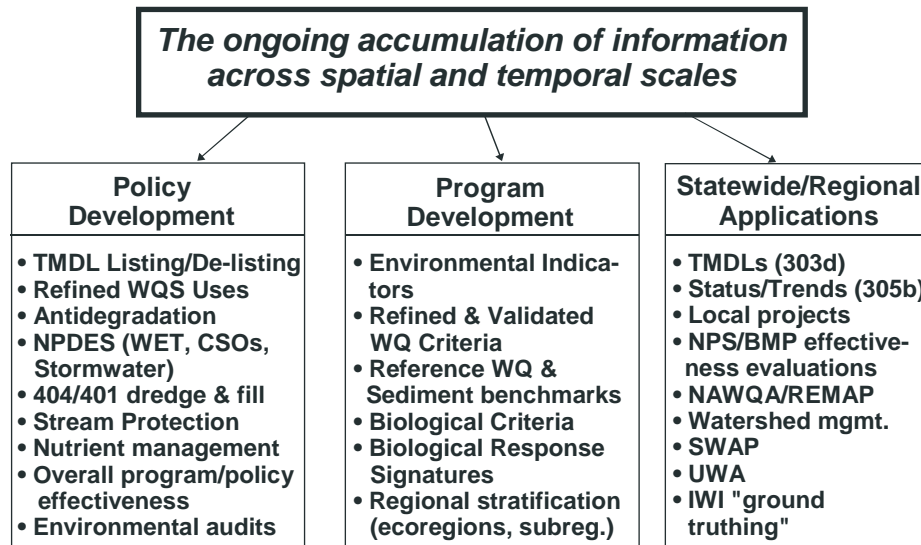 The ongoing accumulation of information
across spatial and temporal scales
Policy
Development
• TMDL Listing/De-listing
• Refined WQS Uses
• Antidegradation
• NPDES (WET, CSOs,
Stormwater)
• 404/401 dredge & fill
• Stream Protection
• Nutrient management
• Overall program/policy
effectiveness
• Environmental audits
Program
Development
• Environmental Indica-
tors
• Refined & Validated
WQ Criteria
• Reference WQ &
Sediment benchmarks
• Biological Criteria
• Biological Response
Signatures
• Regional stratification
(ecoregions, subreg.)
Statewide/Regional
Applications
• TMDLs (303d)
• Status/Trends (305b)
• Local projects
• NPS/BMP effective-
ness evaluations
• NAWQA/REMAP
• Watershed mgmt.
• SWAP
• UWA
• IWI "ground
truthing"